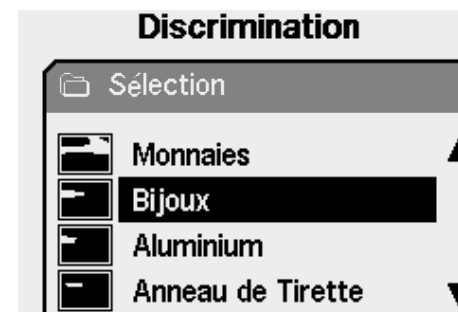 Discrimination
Sélection
Monnaies
Bijoux
Aluminium
Anneau de Tirette